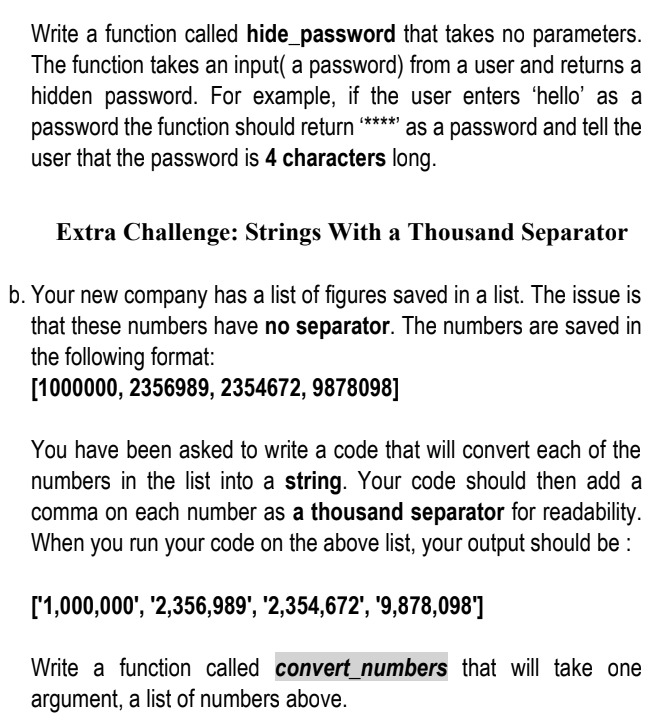 Write a function called hide_password that takes no parameters.
The function takes an input( a password) from a user and returns a
hidden password. For example, if the user enters ‘hello’ as a
password the function should return ‘****’ as a password and tell the
user that the password is 4 characters long.
Extra Challenge: Strings With a Thousand Separator
b. Your new company has a list of figures saved in a list. The issue is
that these numbers have no separator. The numbers are saved in
the following format:
[1000000, 2356989, 2354672, 9878098]
You have been asked to write a code that will convert each of the
numbers in the list into a string. Your code should then add a
comma on each number as a thousand separator for readability.
When you run your code on the above list, your output should be :
['1,000,000', '2,356,989', '2,354,672', '9,878,098']
Write a function called convert_numbers that will take one
argument, a list of numbers above.